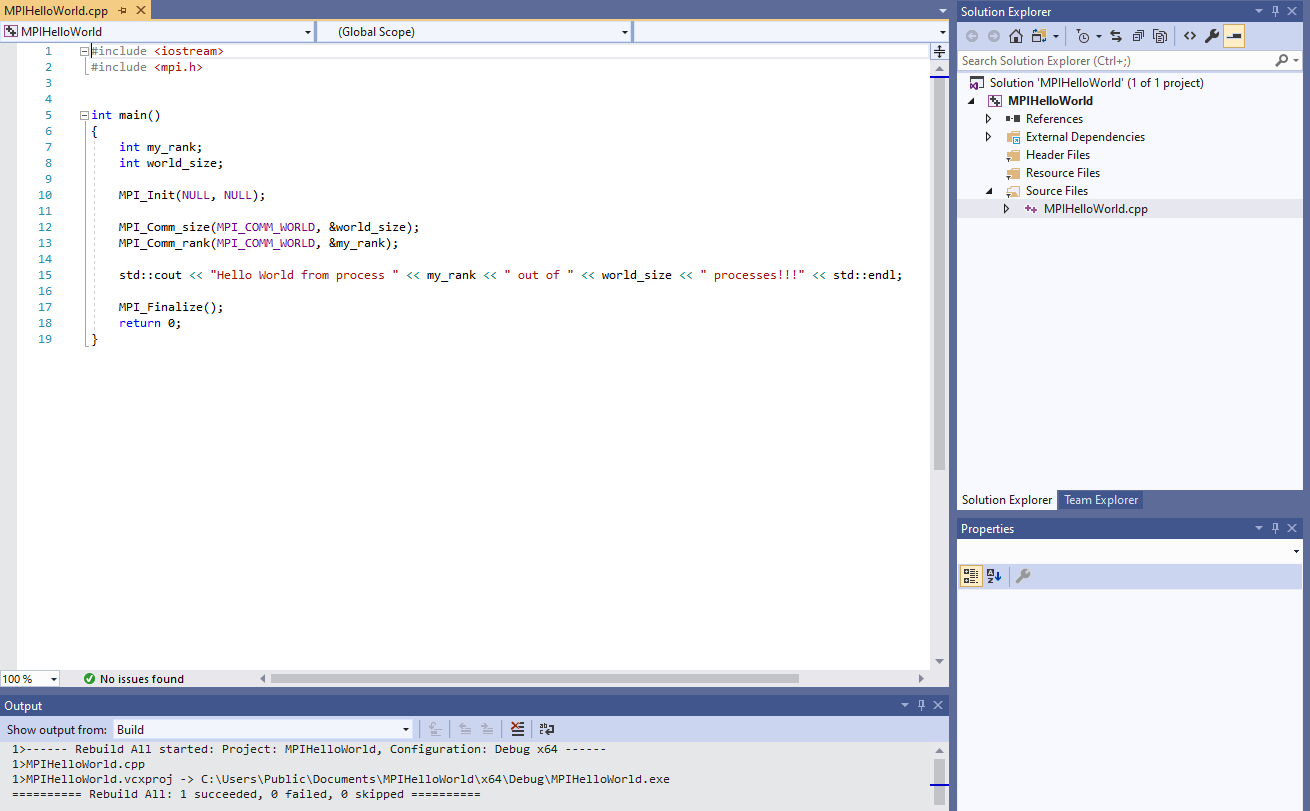 MPIHelloWorld.cpp
MPIHelloWorld
(Global Scope)
1 #include <iostream>
2 #include <mpi.h>
3
4
5 int main()
6 {
7 int my_rank;
8 int world_size;
9
10 MPI_Init(NULL, NULL);
11
12 MPI_Comm_size(MPI_COMM_WORLD, &world_size);
13 MPI_Comm_rank(MPI_COMM_WORLD, &my_rank);
14
15 std::cout << "Hello World from process " << my_rank << " out of " << world_size << " processes!!!" << std::endl;
16
17 MPI_Finalize();
18 return 0;
19 }
100 %
No issues found
Output
Show output from: Build
1>------ Rebuild All started: Project: MPIHelloWorld, Configuration: Debug x64 ------
1>MPIHelloWorld.cpp
1>MPIHelloWorld.vcxproj -> C:\Users\Public\Documents\MPIHelloWorld\x64\Debug\MPIHelloWorld.exe
========== Rebuild All: 1 succeeded, 0 failed, 0 skipped ==========
Solution Explorer
Search Solution Explorer (Ctrl+;)
Solution 'MPIHelloWorld' (1 of 1 project)
MPIHelloWorld
References
External Dependencies
Header Files
Resource Files
Source Files
MPIHelloWorld.cpp
Solution Explorer
Team Explorer
Properties